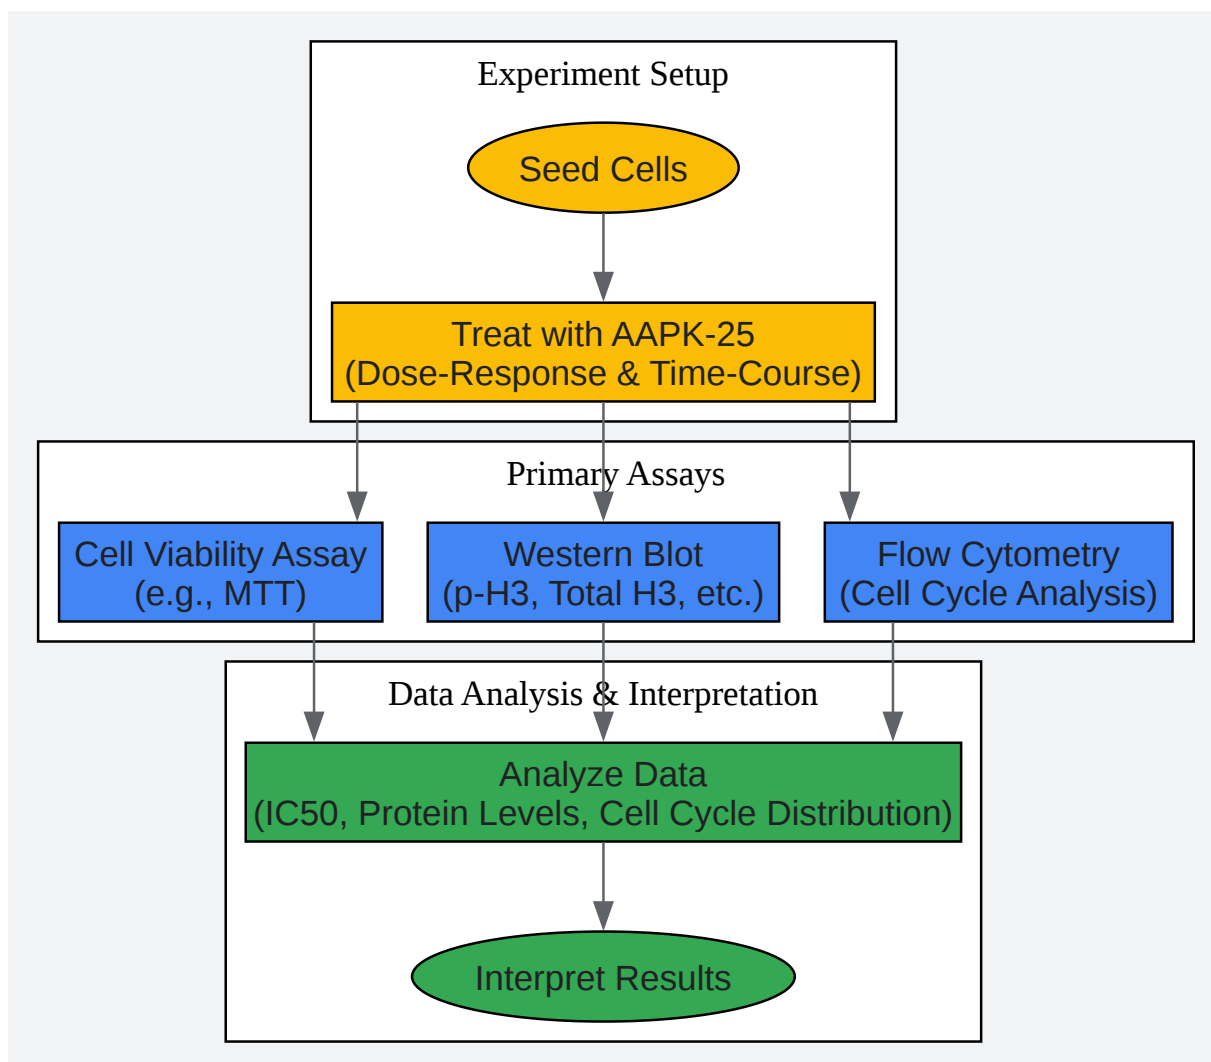 Experiment Setup
Seed Cells
Treat with AAPK-25
(Dose-Response & Time-Course)
Primary Assays
Cell Viability Assay
(e.g., MTT)
Western Blot
(p-H3, Total H3, etc.)
Flow Cytometry
(Cell Cycle Analysis)
Data Analysis & Interpretation
Analyze Data
(IC50, Protein Levels, Cell Cycle Distribution)
Interpret Results